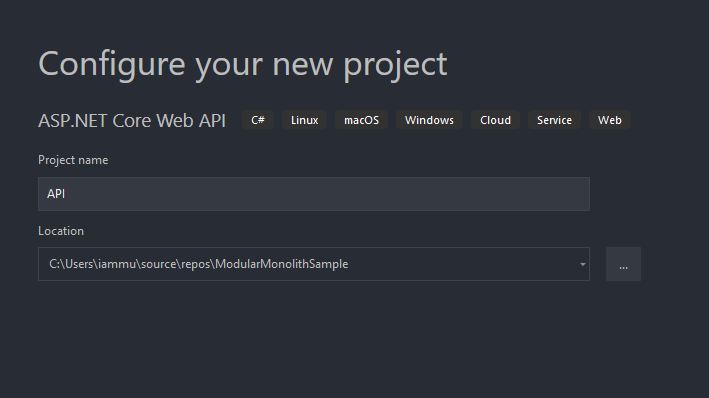 Configure your new project
ASP.NET Core Web API C# Linux macOS Windows Cloud Service Web
Project name
API
Location
C:\Users\iammu\source\repos\ModularMonolithSample ...